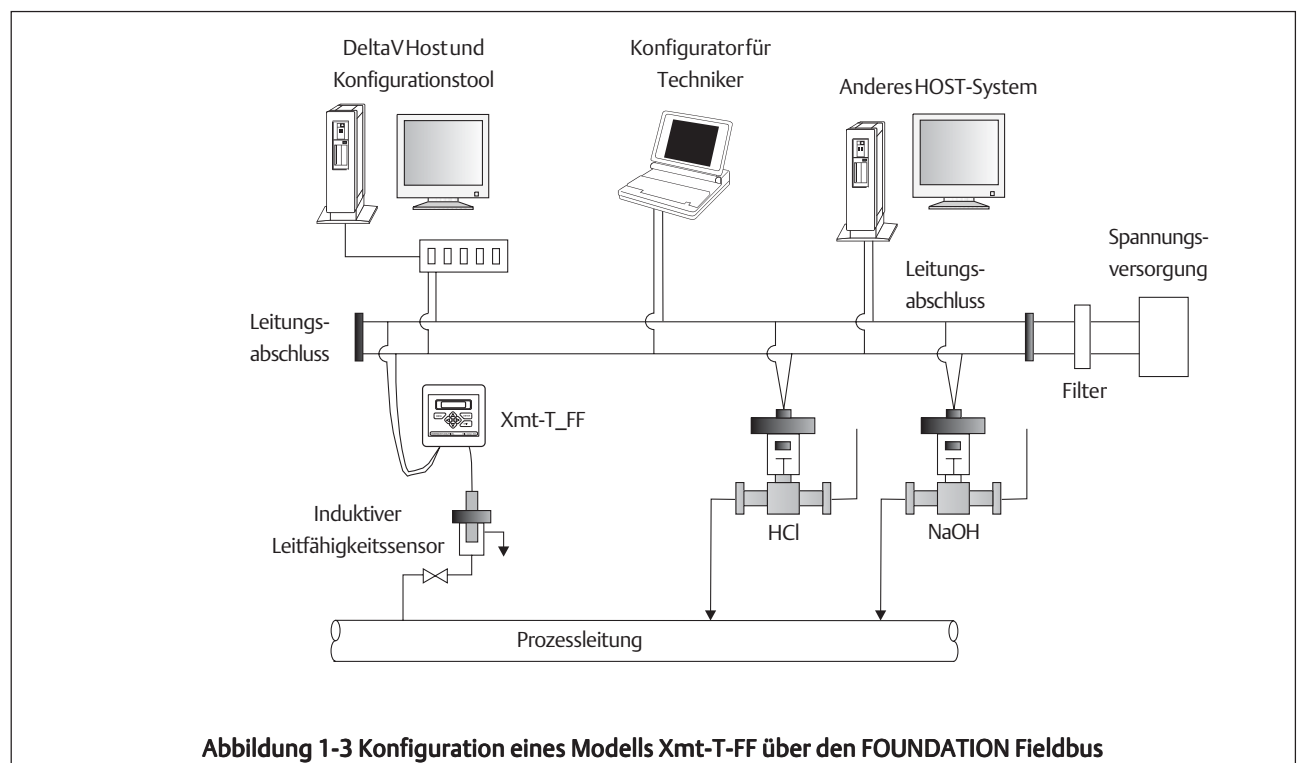 DeltaV Host und
Konfigurationstool
Konfigurator für
Techniker
Anderes HOST-System
Spannungs-
versorgung
Leitungs-
abschluss
Leitungs-
abschluss
Filter
Xmt-T_FF
Induktiver
Leitfähigkeitssensor
HCl
NaOH
Prozessleitung
Abbildung 1-3 Konfiguration eines Modells Xmt-T-FF über den FOUNDATION Fieldbus